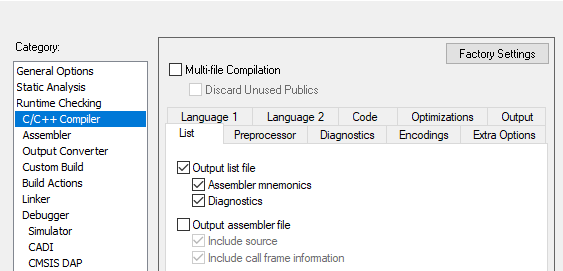 Category:
Factory Settings
General Options
Static Analysis
Runtime Checking
C/C++ Compiler
Assembler
Output Converter
Custom Build
Build Actions
Linker
Debugger
Simulator
CADI
CMSIS DAP
Multi-file Compilation
Discard Unused Publics
Language 1 Language 2 Code Optimizations Output
List Preprocessor Diagnostics Encodings Extra Options
Output list file
Assembler mnemonics
Diagnostics
Output assembler file
Include source
Include call frame information